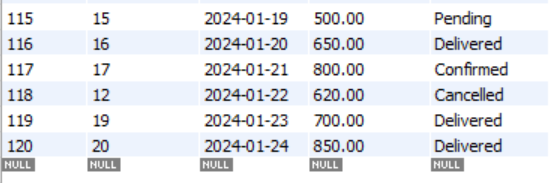 115 15 2024-01-19 500.00 Pending
116 16 2024-01-20 650.00 Delivered
117 17 2024-01-21 800.00 Confirmed
118 12 2024-01-22 620.00 Cancelled
119 19 2024-01-23 700.00 Delivered
120 20 2024-01-24 850.00 Delivered
NULL NULL NULL NULL NULL